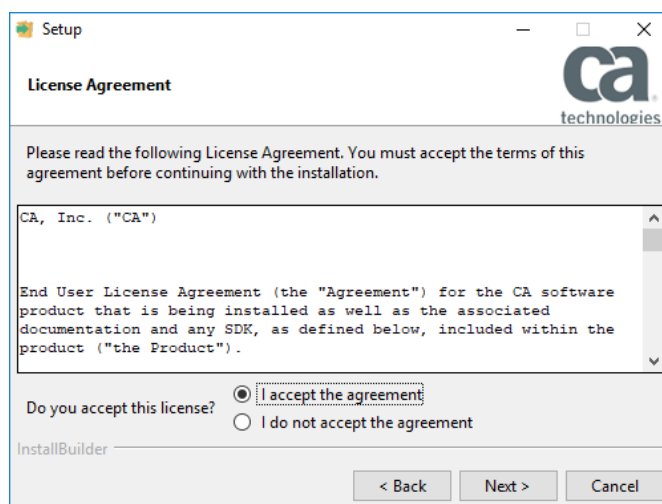 Setup
ca
technologies
License Agreement
Please read the following License Agreement. You must accept the terms of this
agreement before continuing with the installation.
CA, Inc. ("CA")
End User License Agreement (the "Agreement") for the CA software
product that is being installed as well as the associated
documentation and any SDK, as defined below, included within the
product ("the Product").
Do you accept this license?
I accept the agreement
I do not accept the agreement
InstallBuilder
< Back
Next >
Cancel